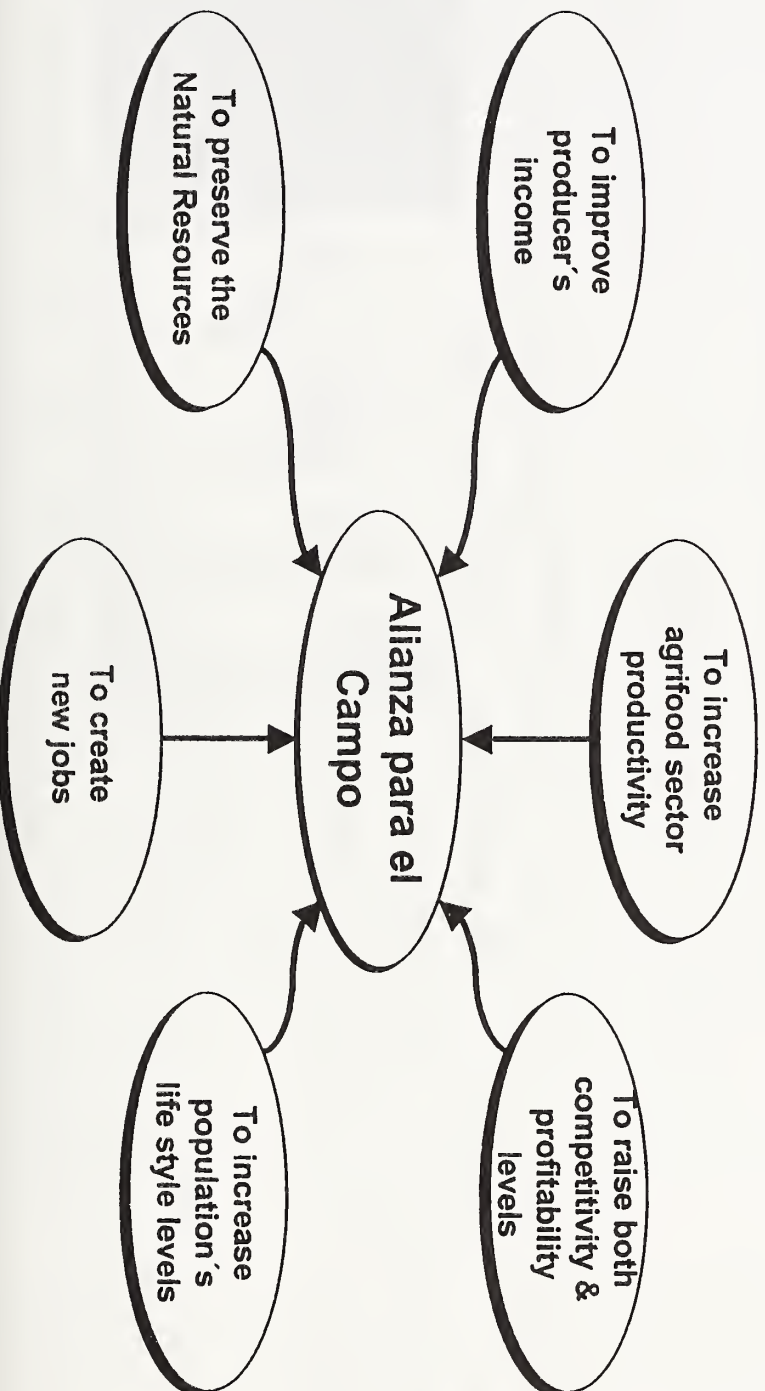 To increase
agrifood sector
productivity
To improve
producer´s
income
To raise both
competitivity &
profitability
levels
Alianza para el
Campo
To preserve the
Natural Resources
To increase
population´s
life style levels
To create
new jobs